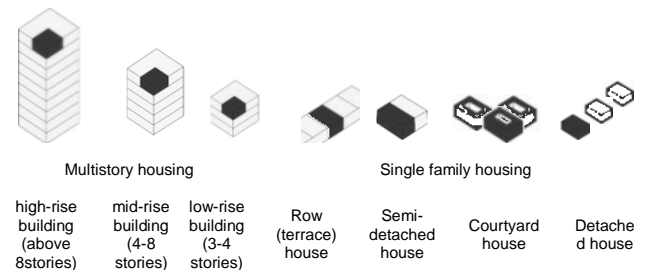 Multistory housing
Single family housing
high-rise
building
(above
8stories)
mid-rise
building
(4-8
stories)
low-rise
building
(3-4
stories)
Row
(terrace)
house
Semi-
detached
house
Courtyard
house
Detache
d house